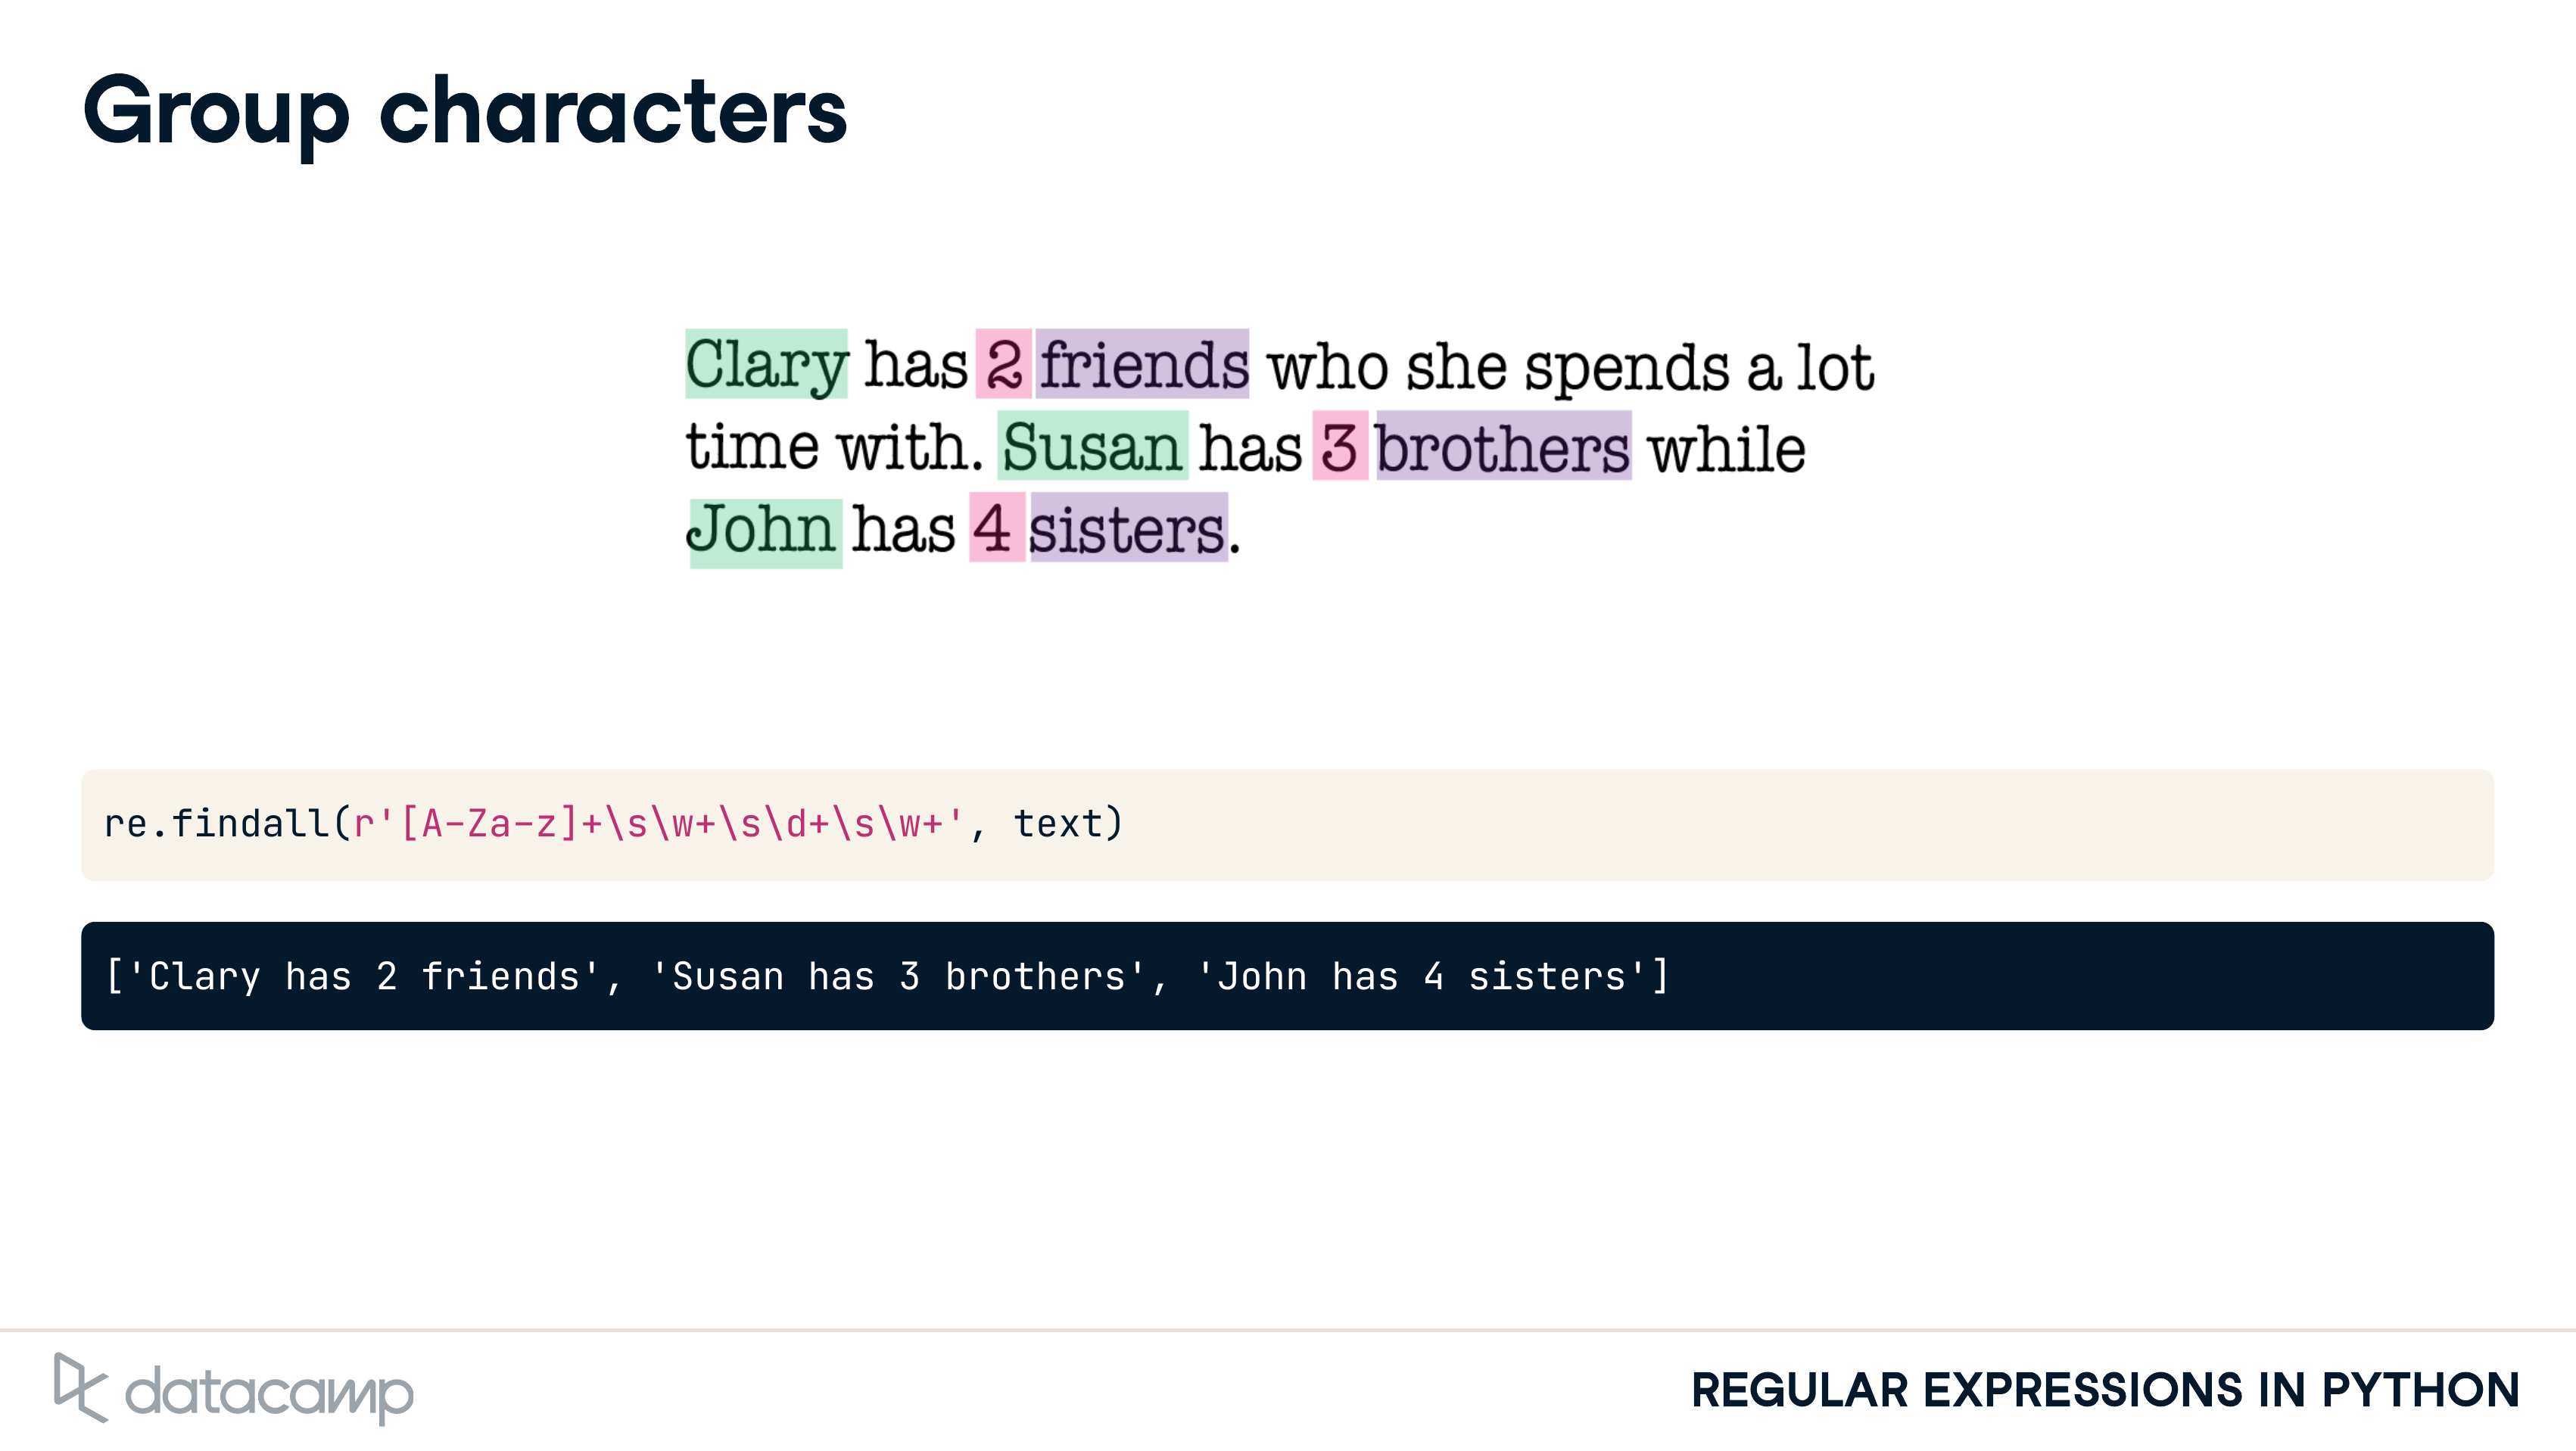 Group characters
Clary has 2 friends who she spends a lot
time with. Susan has 3 brothers while
John has 4 sisters.
re.findall(r'[A-Za-z]+\s\w+\s\d+\s\w+', text)
['Clary has 2 friends', 'Susan has 3 brothers', 'John has 4 sisters']
datacamp
REGULAR EXPRESSIONS IN PYTHON